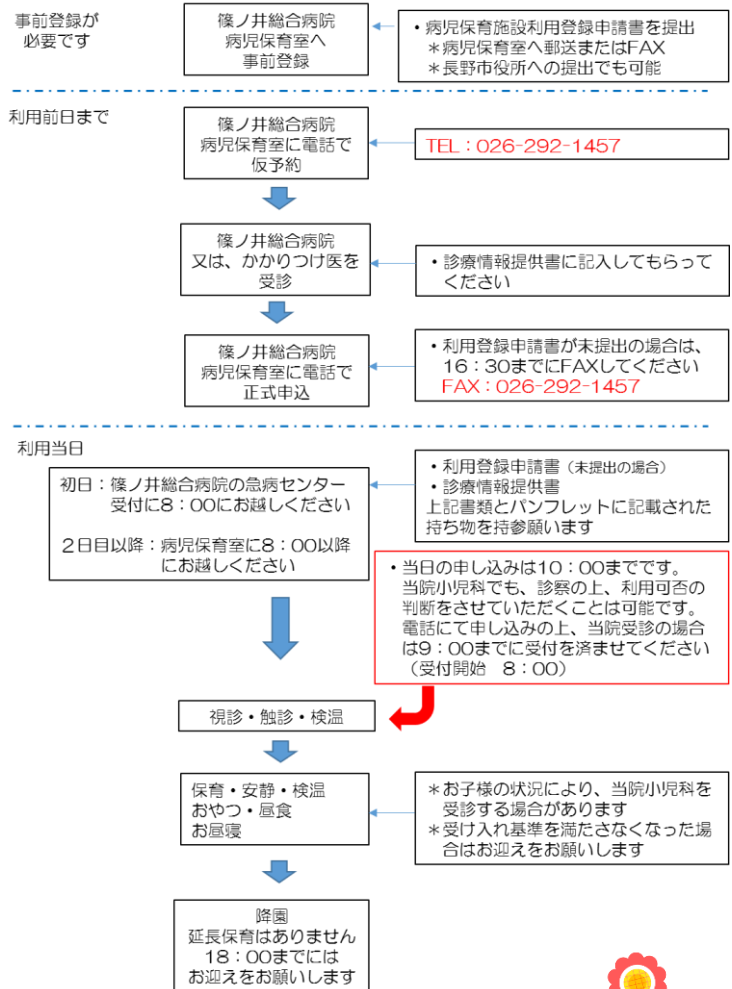 事前登録が
必要です
篠ノ井総合病院
病児保育室へ
事前登録
・病児保育施設利用登録申請書を提出
＊病児保育室へ郵送またはFAX
＊長野市役所への提出でも可能
利用前日まで
篠ノ井総合病院
病児保育室に電話で
仮予約
TEL：026-292-1457
篠ノ井総合病院
又は、かかりつけ医を
受診
・診療情報提供書に記入してもらって
ください
篠ノ井総合病院
病児保育室に電話で
正式申込
・利用登録申請書が未提出の場合は、
16：30までにFAXしてください
FAX：026-292-1457
利用当日
初日：篠ノ井総合病院の急病センター
受付に8：00にお越しください
2日目以降：病児保育室に8：00以降
にお越しください
・利用登録申請書（未提出の場合）
・診療情報提供書
上記書類とパンフレットに記載された
持ち物を持参願います
・当日の申し込みは10：00までです。
当院小児科でも、診察の上、利用可否の
判断をさせていただくことは可能です。
電話にて申し込みの上、当院受診の場合
は9：00までに受付を済ませてください
（受付開始　8：00）
視診・触診・検温
保育・安静・検温
おやつ・昼食
お昼寝
＊お子様の状況により、当院小児科を
受診する場合があります
＊受け入れ基準を満たさなくなった場
合はお迎えをお願いします
降園
延長保育はありません
18：00までには
お迎えをお願いします